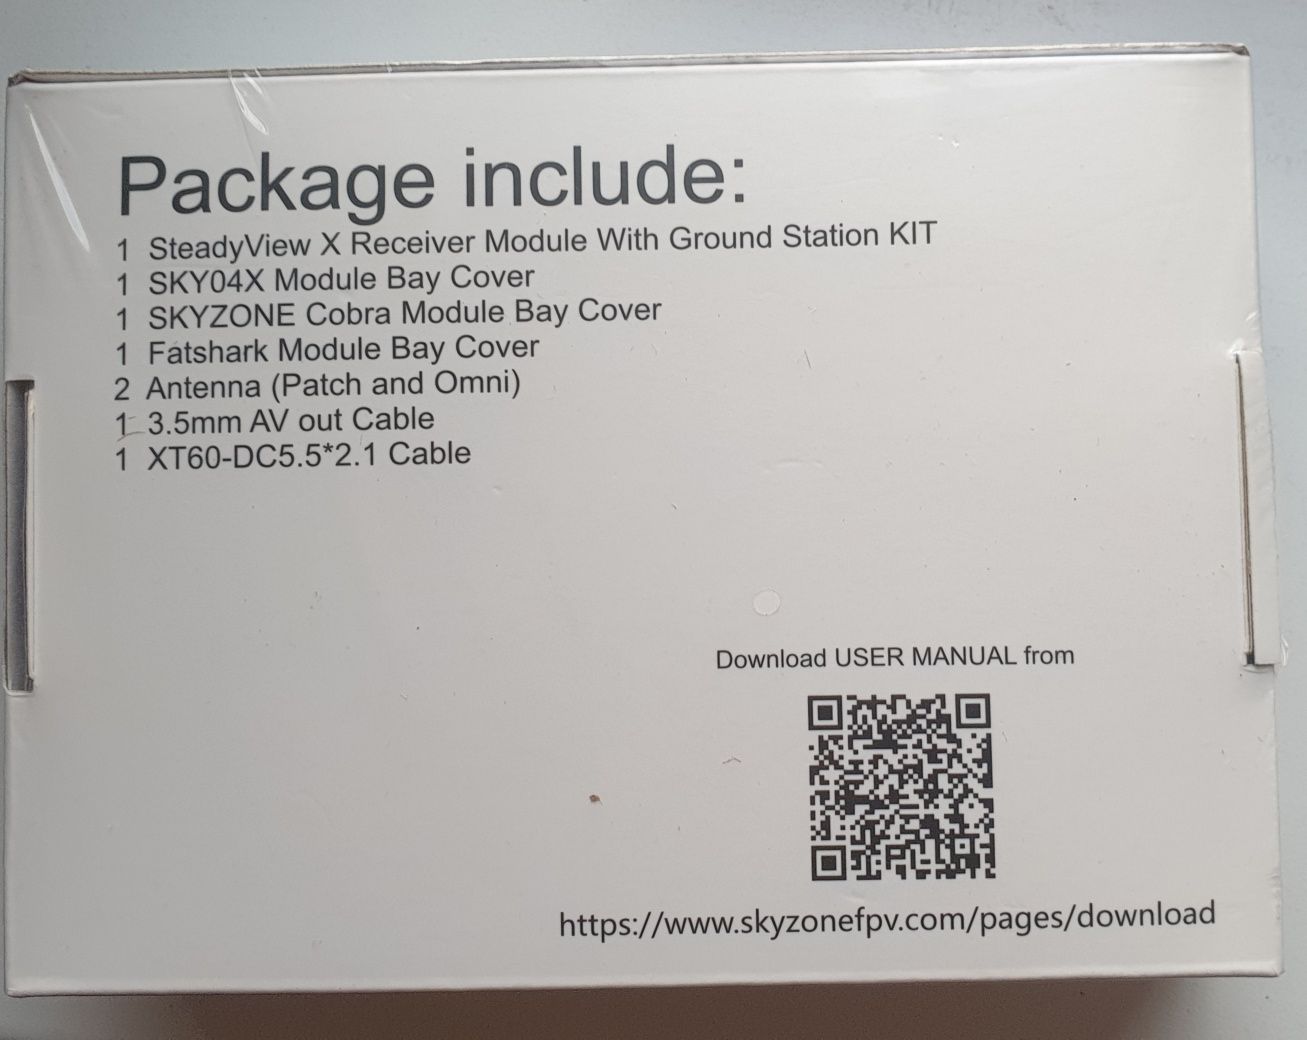 Package include:
1 SteadyView X Receiver Module With Ground Station KIT
1 SKY04X Module Bay Cover
1 SKYZONE Cobra Module Bay Cover
1 Fatshark Module Bay Cover
2 Antenna (Patch and Omni)
1 3.5mm AV out Cable
1 XT60-DC5.5*2.1 Cable
Download USER MANUAL from
https://www.skyzonefpv.com/pages/download